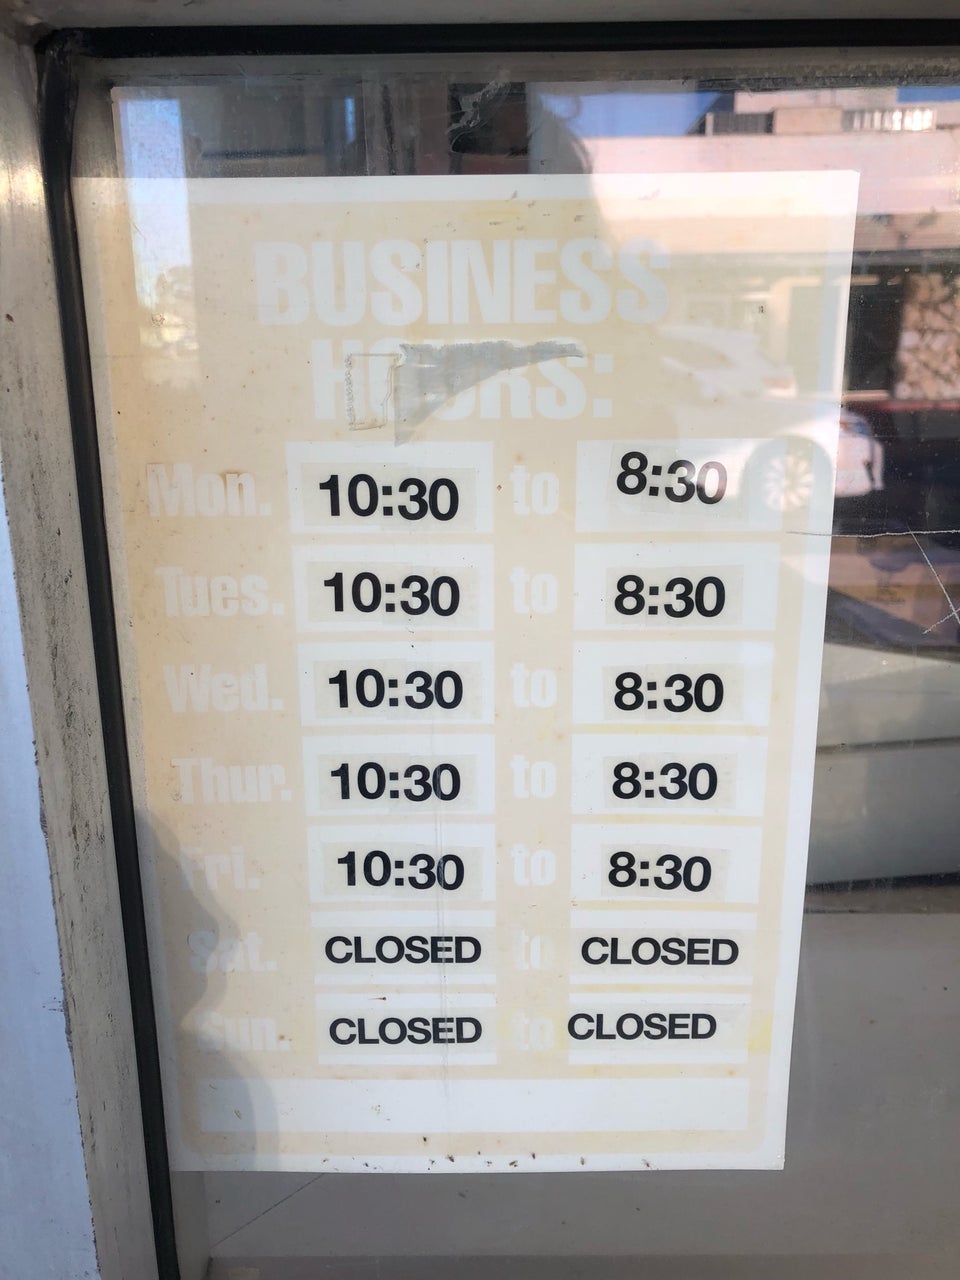 BUSINESS
HOURS:
Mon. 10:30 to 8:30
Tues. 10:30 to 8:30
Wed. 10:30 to 8:30
Thur. 10:30 to 8:30
Fri. 10:30 to 8:30
Sat. CLOSED to CLOSED
Sun. CLOSED to CLOSED